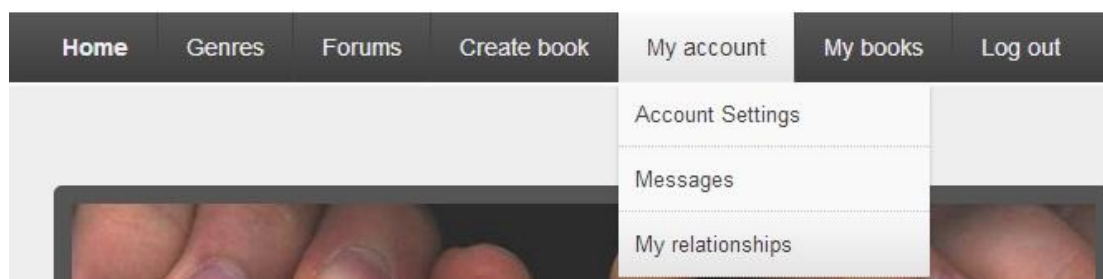 Home Genres Forums Create book My account My books Log out
Account Settings
Messages
My relationships